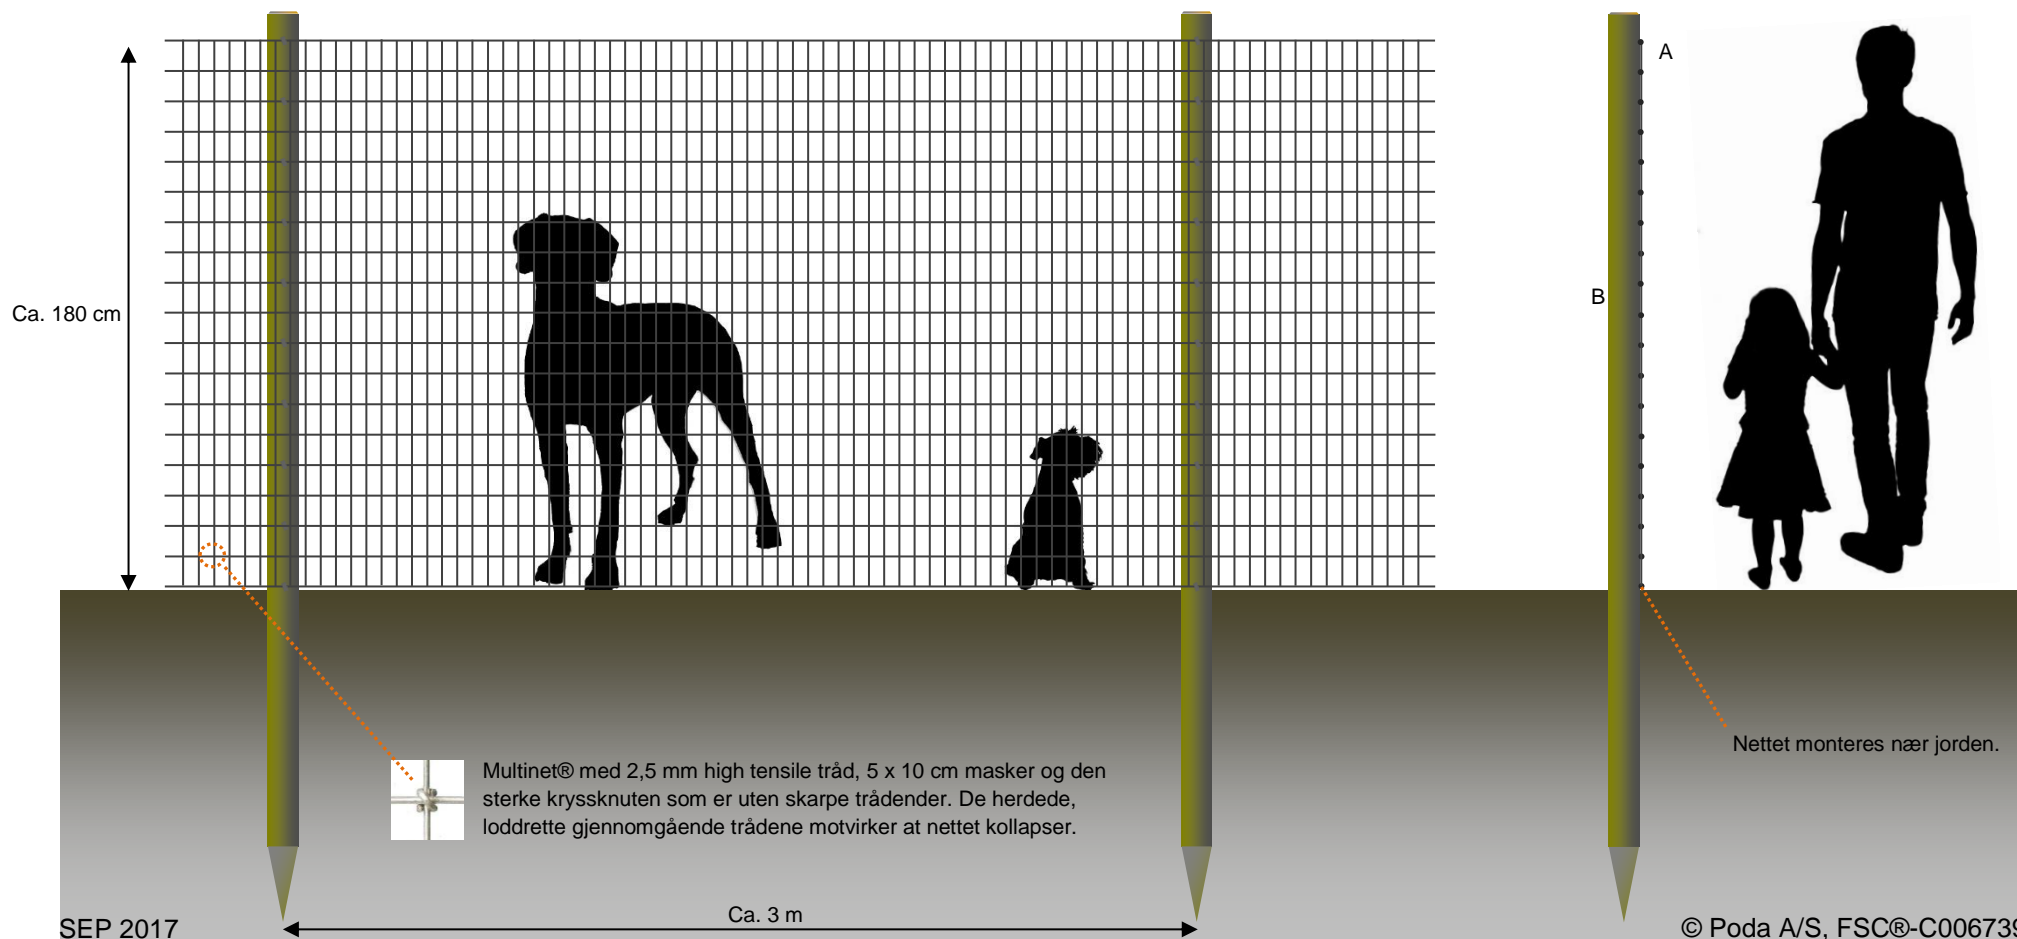 A
Ca. 180 cm
B
Nettet monteres nær jorden.
Multinet® med 2,5 mm high tensile tråd, 5 x 10 cm masker og den
sterke kryssknuten som er uten skarpe trådender. De herdede,
loddrette gjennomgående trådene motvirker at nettet kollapser.
Ca. 3 m
SEP 2017
© Poda A/S, FSC®-C006739